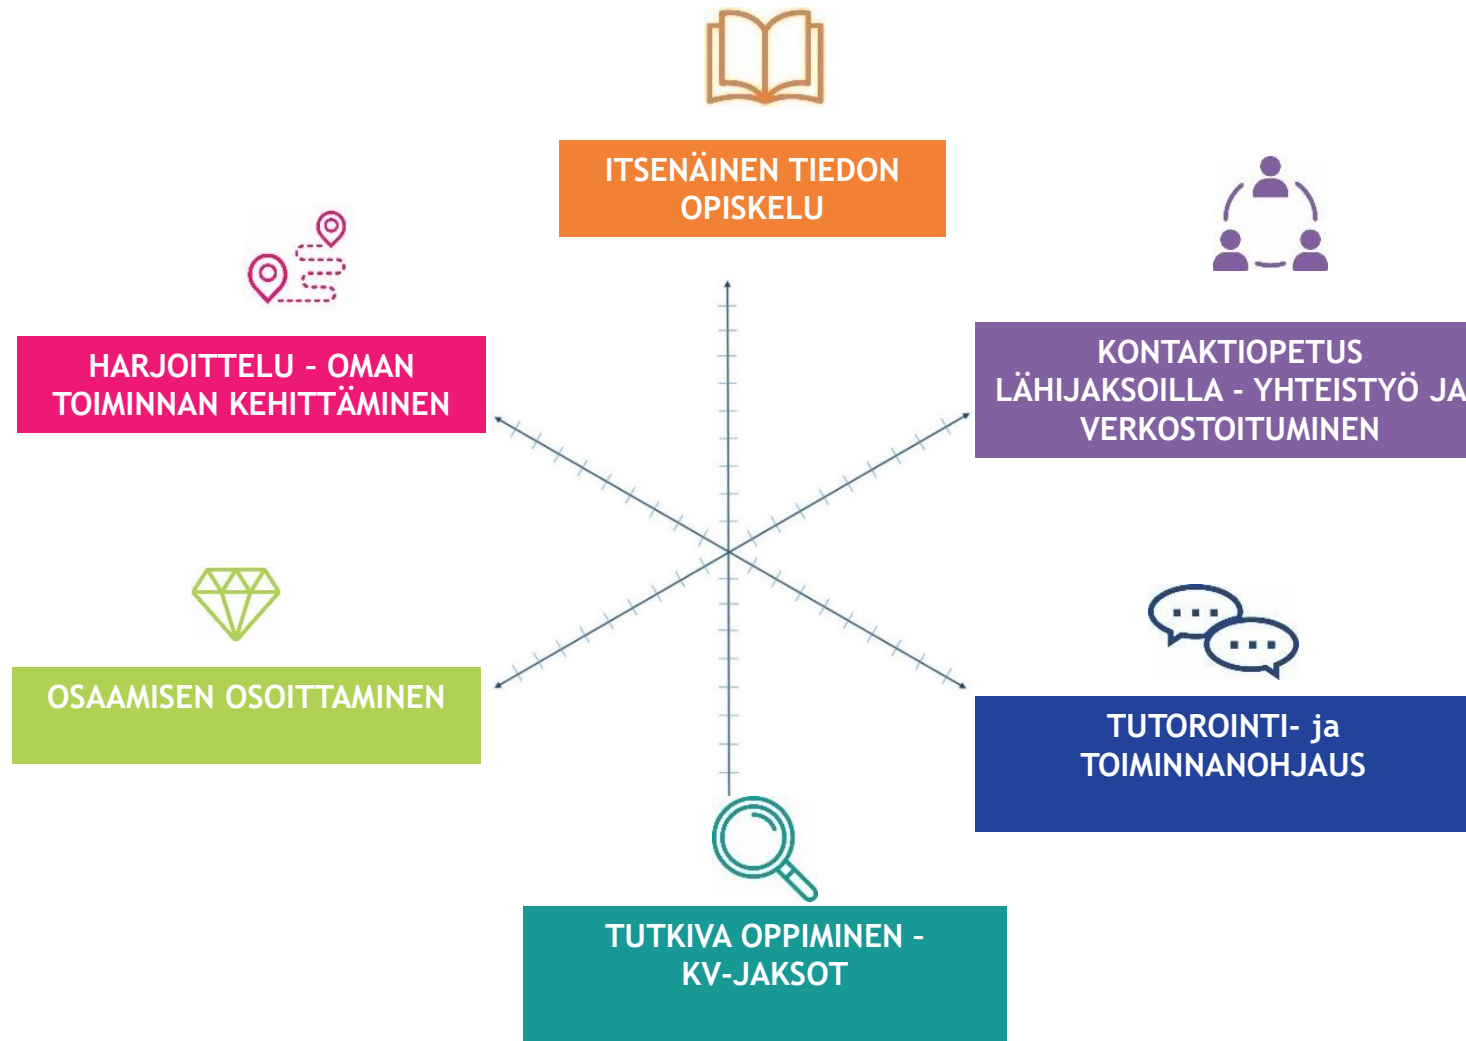 ITSENÄINEN TIEDON
OPISKELU
HARJOITTELU – OMAN
TOIMINNAN KEHITTÄMINEN
KONTAKTIOPETUS
LÄHIJAKSOILLA - YHTEISTYÖ JA
VERKOSTOITUMINEN
OSAAMISEN OSOITTAMINEN
TUTOROINTI- ja
TOIMINNANOHJAUS
TUTKIVA OPPIMINEN –
KV-JAKSOT